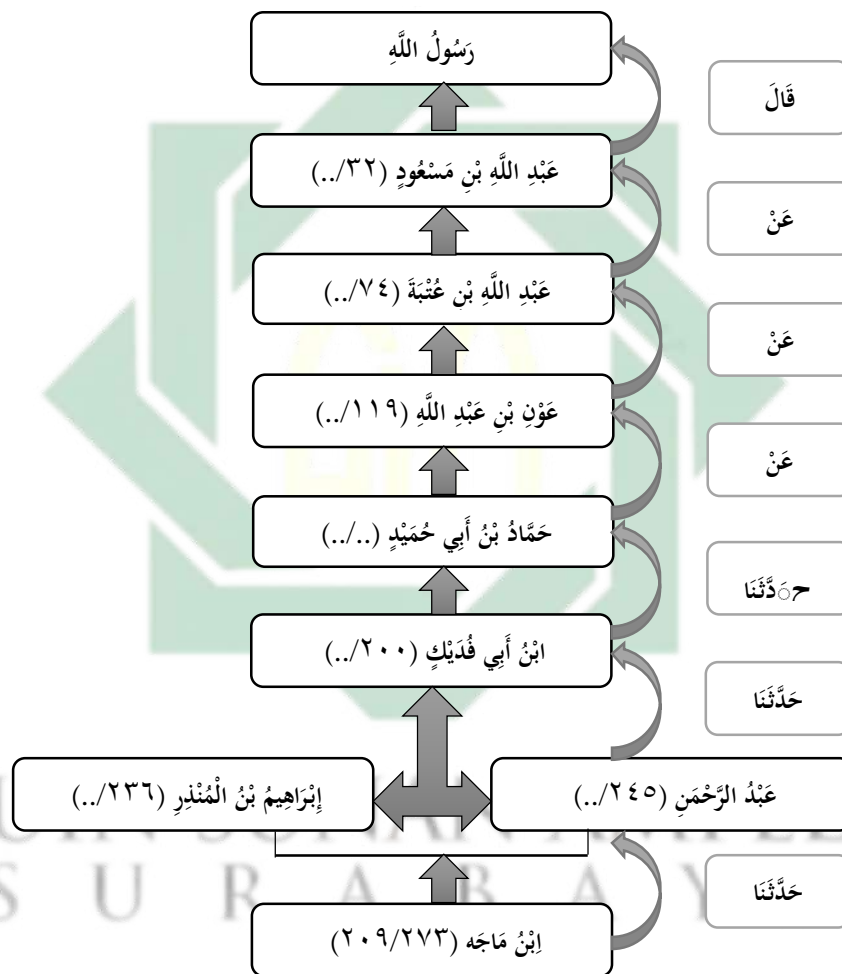 رَسُولُ اللَّهِ
قَالَ
عَبْدِ اللَّهِ بْنِ مَسْعُودٍ (٣٢/..)
عَنْ
عَبْدِ اللَّهِ بْنِ عُتْبَةَ (٧٤/..)
عَنْ
عَوْنِ بْنِ عَبْدِ اللَّهِ (١١٩/..)
عَنْ
حَمَّادُ بْنُ أَبِي حُمَيْدٍ (../..)
حَدَّثَنَا
ابْنُ أَبِي فُدَيْكٍ (٢٠٠/..)
حَدَّثَنَا
عَبْدُ الرَّحْمَنِ (٢٤٥/..)
إِبْرَاهِيمُ بْنُ الْمُنْذِرِ (٢٣٦/..)
حَدَّثَنَا
اِبْنُ مَاجَه (٢٠٩/٢٧٣)
S U R A B A Y